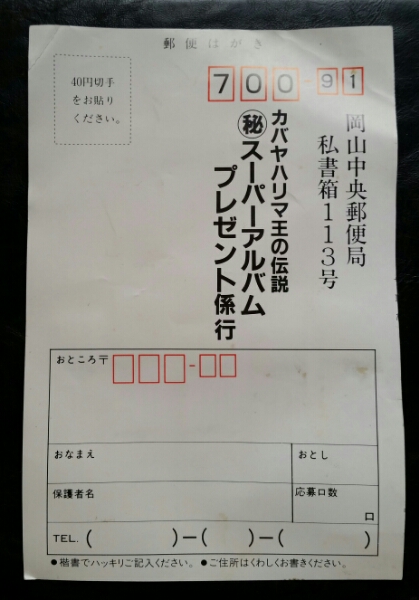 郵便はがき
40円切手
をお貼り
ください。
700-91
岡山中央郵便局
私書箱113号
カバヤハリマ王の伝説
㊙スーパーアルバム
プレゼント係行
おところ〒
-
おなまえ
おとし
保護者名
応募口数
口
TEL. ( )-( )-( )
●楷書でハッキリご記入ください。 ●ご住所はくわしくお書きください。